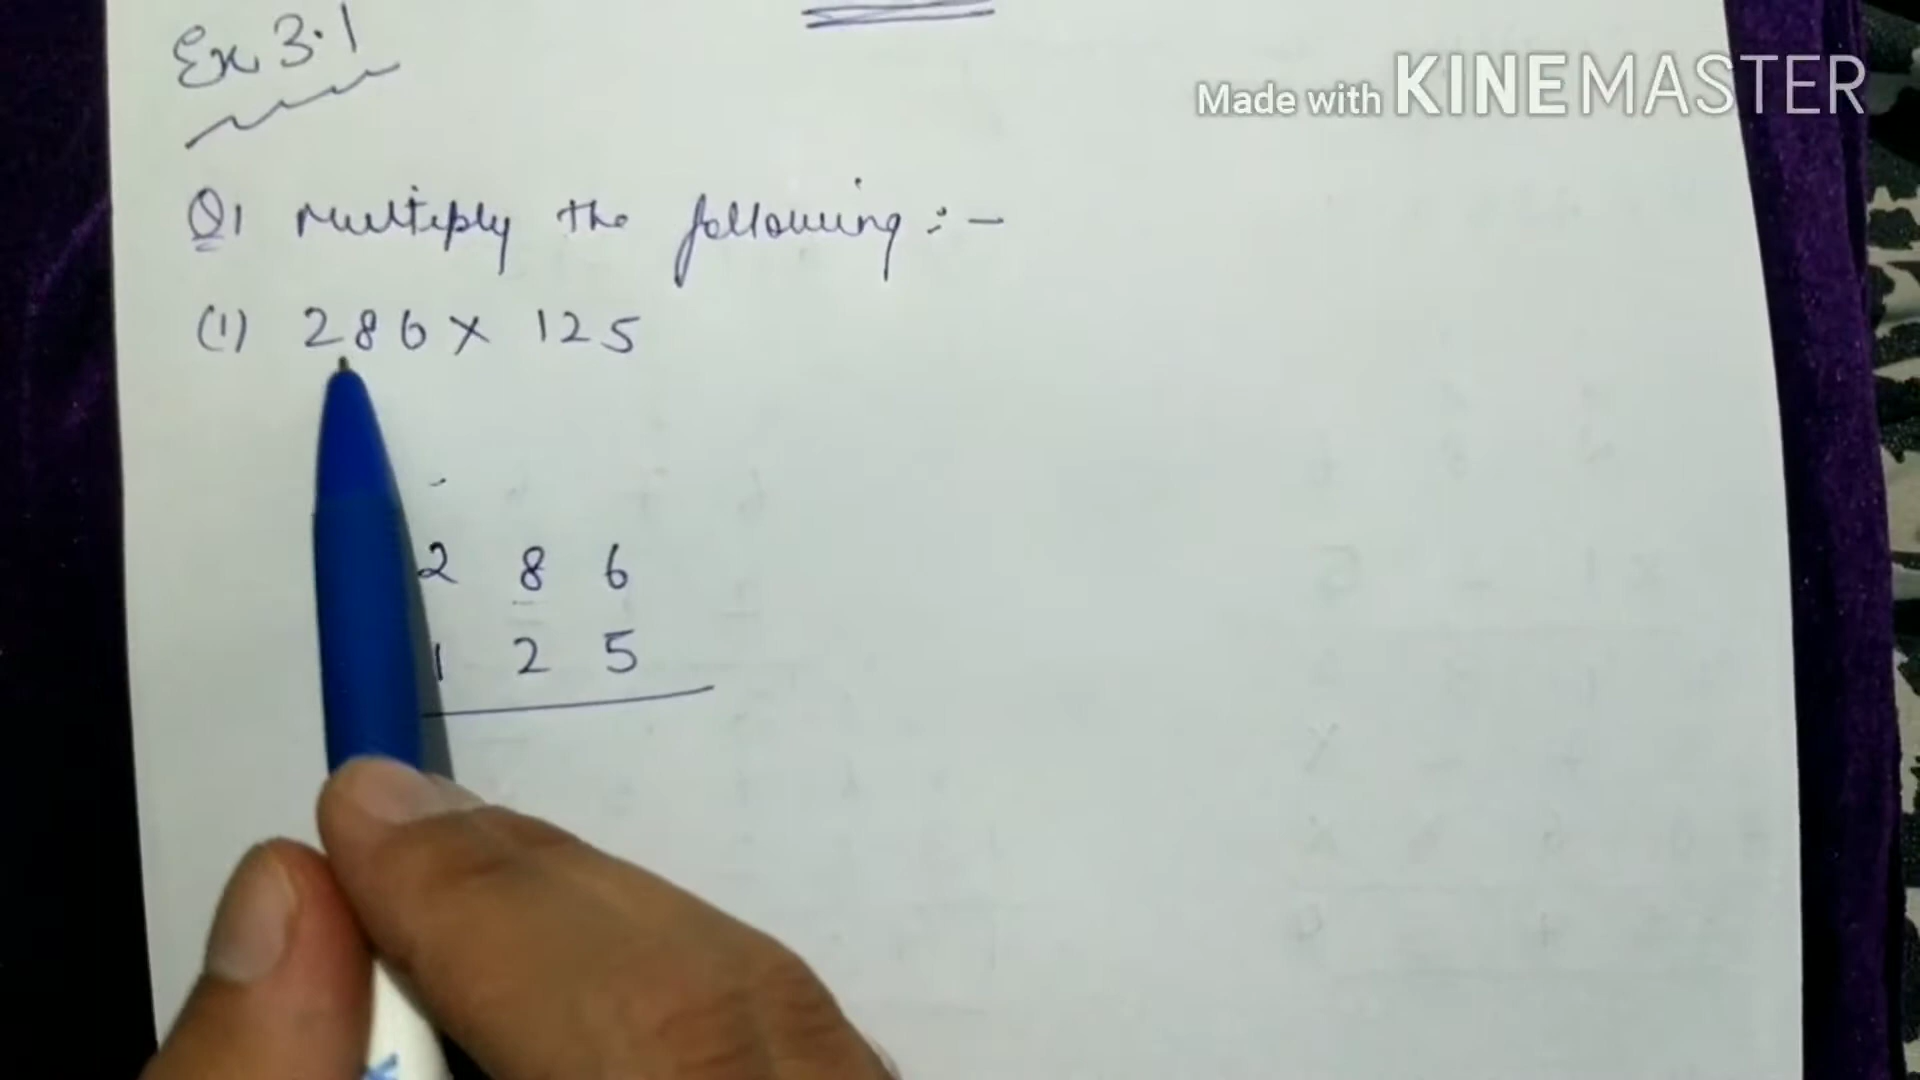 Ex 3.1
Made with KINEMASTER
Q1 Multiply the following :-
(1) 286 × 125
2 8 6
1 2 5